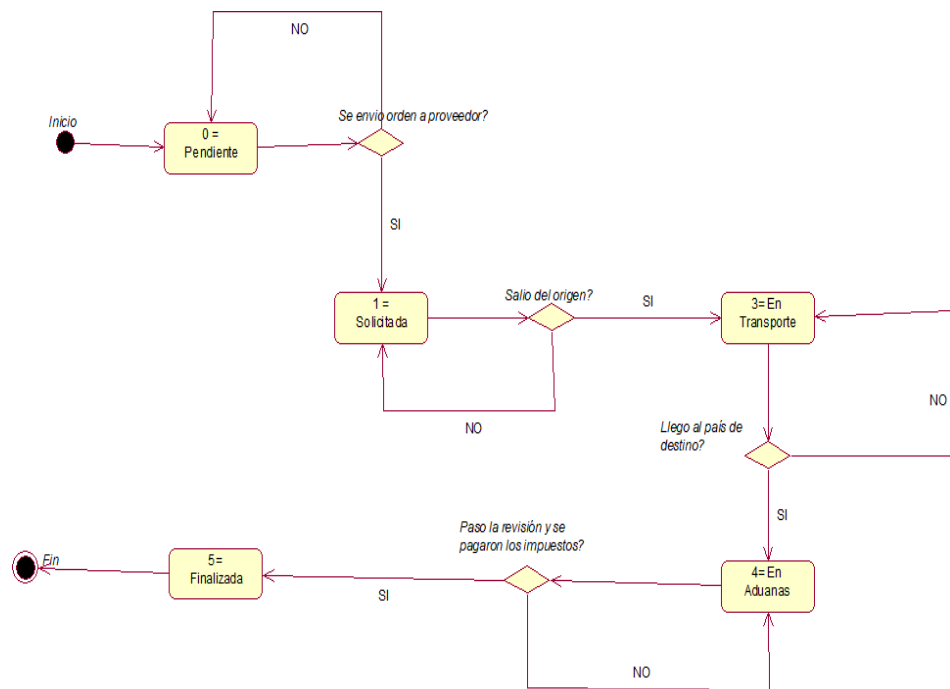 NO
Se envio orden a proveedor?
Inicio
0 =
Pendiente
SI
Salio del origen?
1 =
Solicitada
SI
3= En
Transporte
NO
NO
Llego al país de
destino?
SI
Paso la revisión y se
pagaron los impuestos?
Fin
5=
Finalizada
SI
4= En
Aduanas
NO